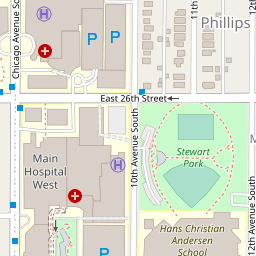 Chicago Avenue S
H
P
P
11th
Phillips
12th
East 26th Street
10th Avenue South
Stewart
Park
Main
Hospital
West
H
12th Avenue South
P
Hans Christian
Andersen
School